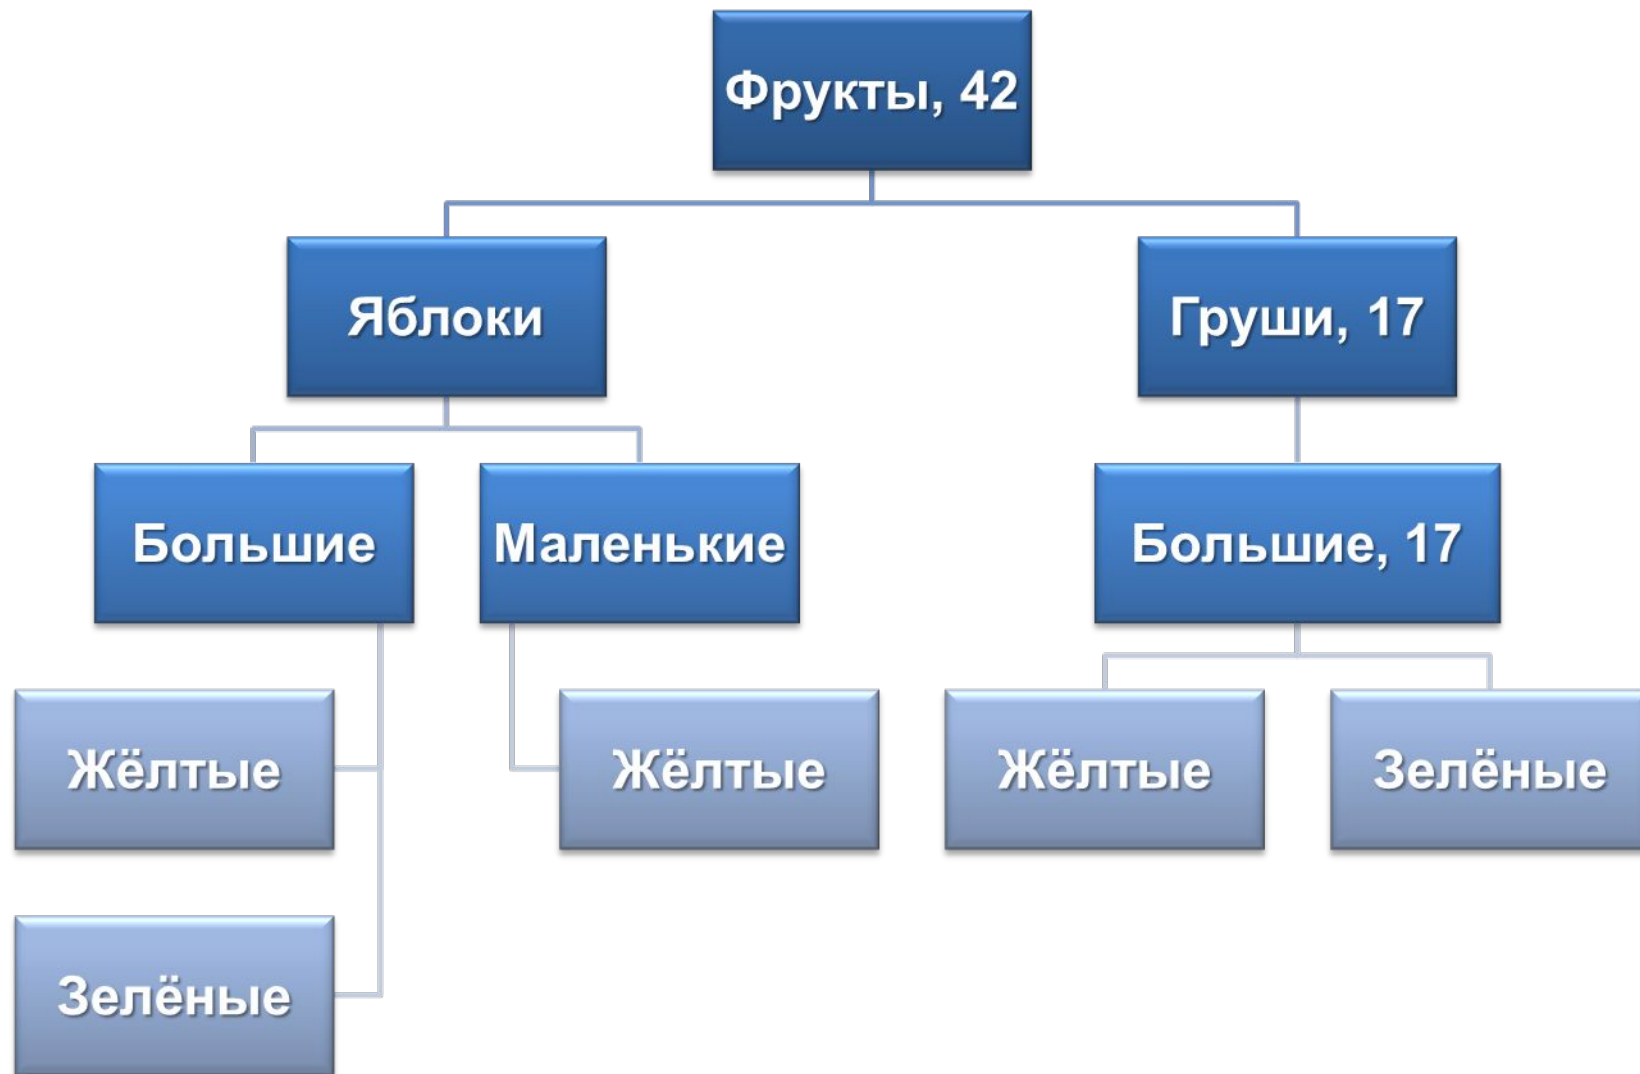 Фрукты, 42
Яблоки
Груши, 17
Большие
Маленькие
Большие, 17
Жёлтые
Жёлтые
Жёлтые
Зелёные
Зелёные